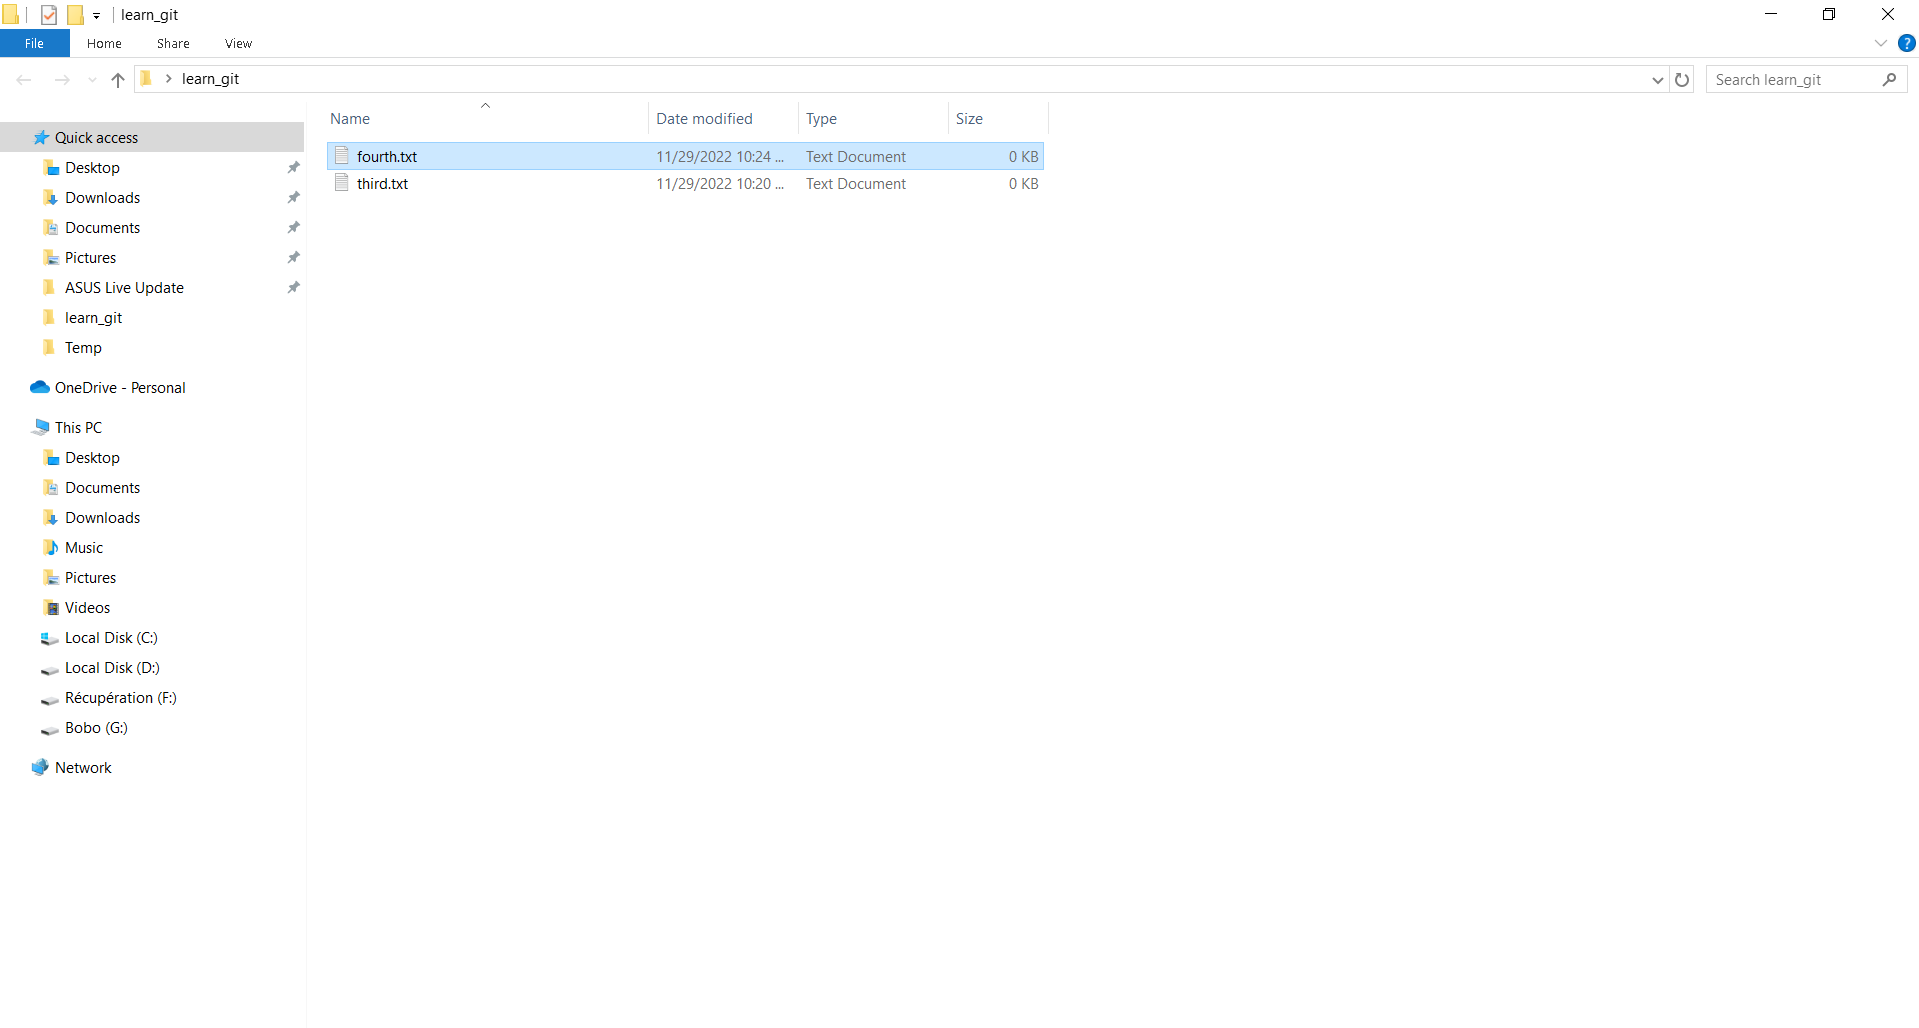 learn_git
File Home Share View
learn_git
Search learn_git
Name Date modified Type Size
fourth.txt 11/29/2022 10:24 ... Text Document 0 KB
third.txt 11/29/2022 10:20 ... Text Document 0 KB
Quick access
Desktop
Downloads
Documents
Pictures
ASUS Live Update
learn_git
Temp
OneDrive - Personal
This PC
Desktop
Documents
Downloads
Music
Pictures
Videos
Local Disk (C:)
Local Disk (D:)
Récupération (F:)
Bobo (G:)
Network